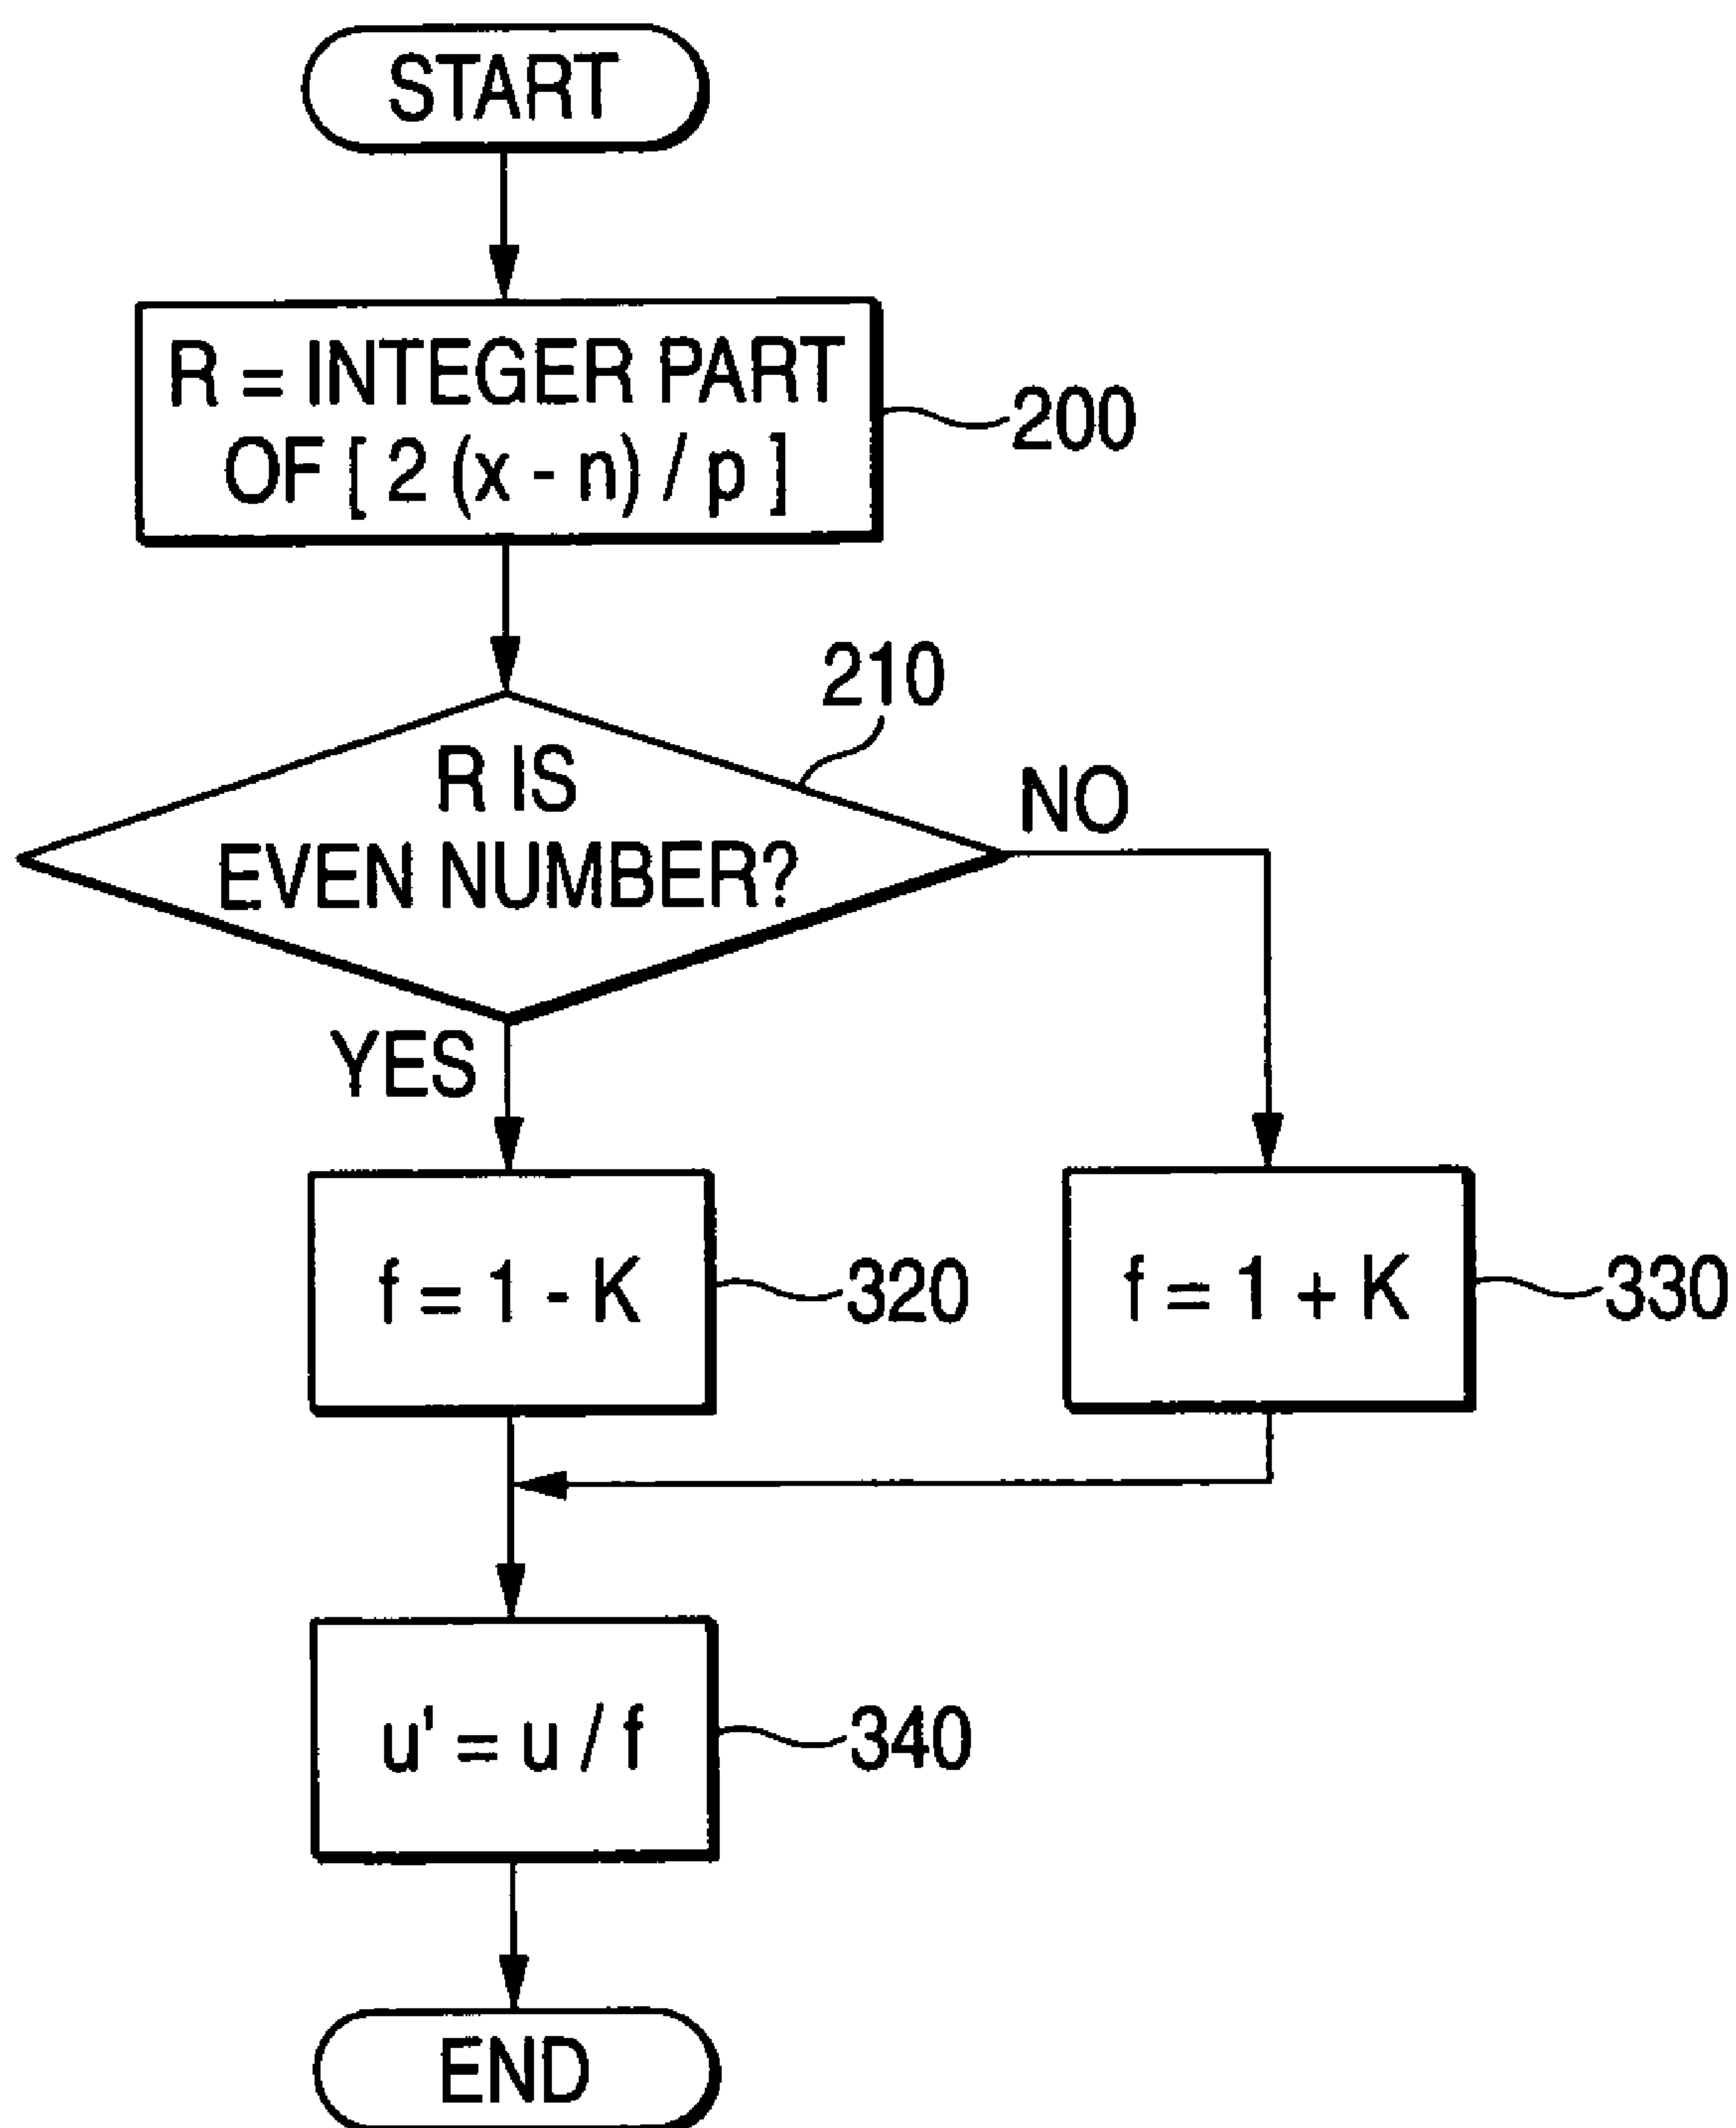 START
R = INTEGER PART
OF [ 2 (x - n) / p ]
200
210
R IS
EVEN NUMBER?
NO
YES
f = 1 - K
320
f = 1 + K
330
u' = u / f
340
END